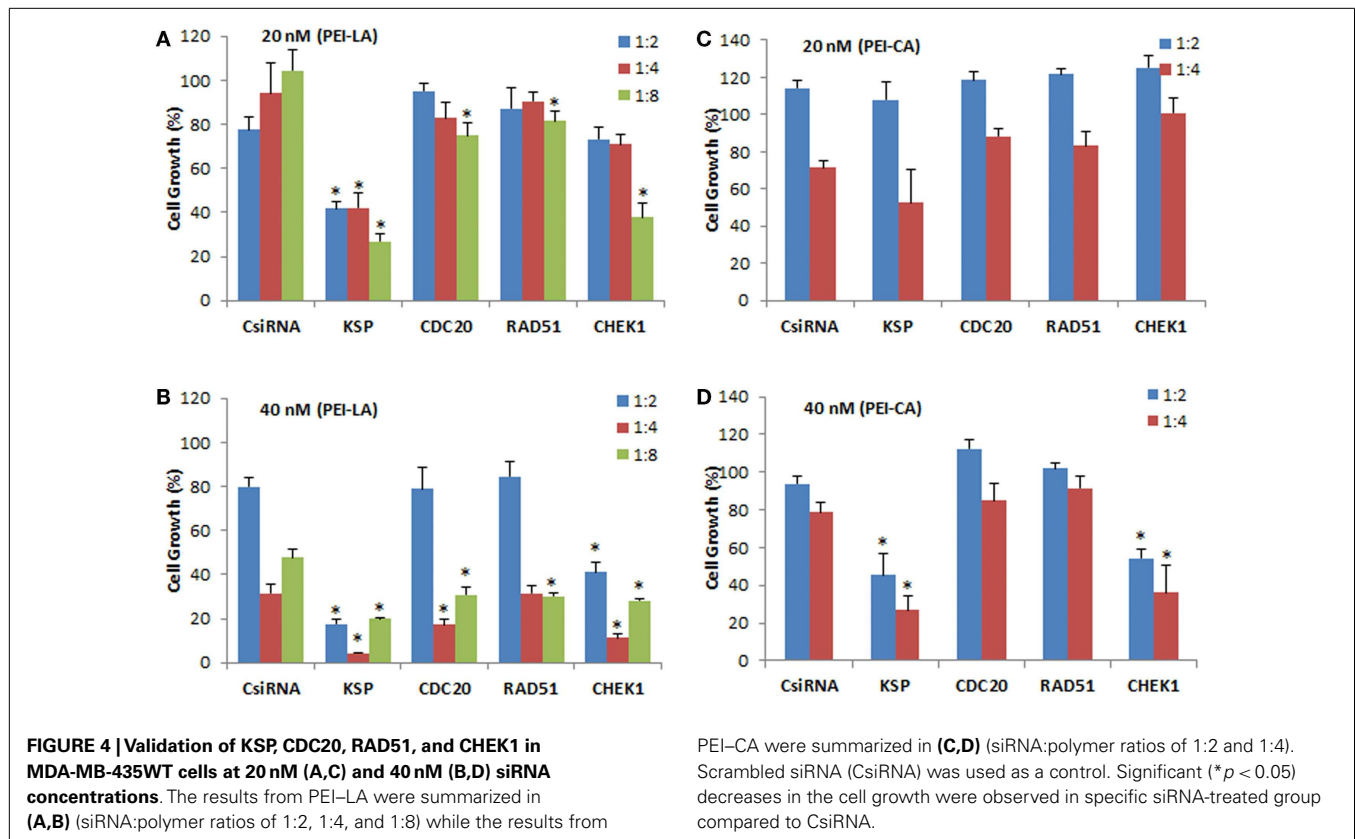 A
20 nM (PEI-LA)
1:2
1:4
1:8
Cell Growth (%)
120
100
80
60
40
20
0
*
*
*
*
*
*
CsiRNA KSP CDC20 RAD51 CHEK1
C
20 nM (PEI-CA)
1:2
1:4
Cell Growth (%)
140
120
100
80
60
40
20
0
CsiRNA KSP CDC20 RAD51 CHEK1
B
40 nM (PEI-LA)
1:2
1:4
1:8
Cell Growth (%)
120
100
80
60
40
20
0
*
*
*
*
*
*
*
*
*
CsiRNA KSP CDC20 RAD51 CHEK1
D
40 nM (PEI-CA)
1:2
1:4
Cell Growth (%)
140
120
100
80
60
40
20
0
*
*
*
*
CsiRNA KSP CDC20 RAD51 CHEK1
FIGURE 4 | Validation of KSP, CDC20, RAD51, and CHEK1 in
MDA-MB-435WT cells at 20 nM (A,C) and 40 nM (B,D) siRNA
concentrations. The results from PEI–LA were summarized in
(A,B) (siRNA:polymer ratios of 1:2, 1:4, and 1:8) while the results from
PEI–CA were summarized in (C,D) (siRNA:polymer ratios of 1:2 and 1:4).
Scrambled siRNA (CsiRNA) was used as a control. Significant (*p < 0.05)
decreases in the cell growth were observed in specific siRNA-treated group
compared to CsiRNA.